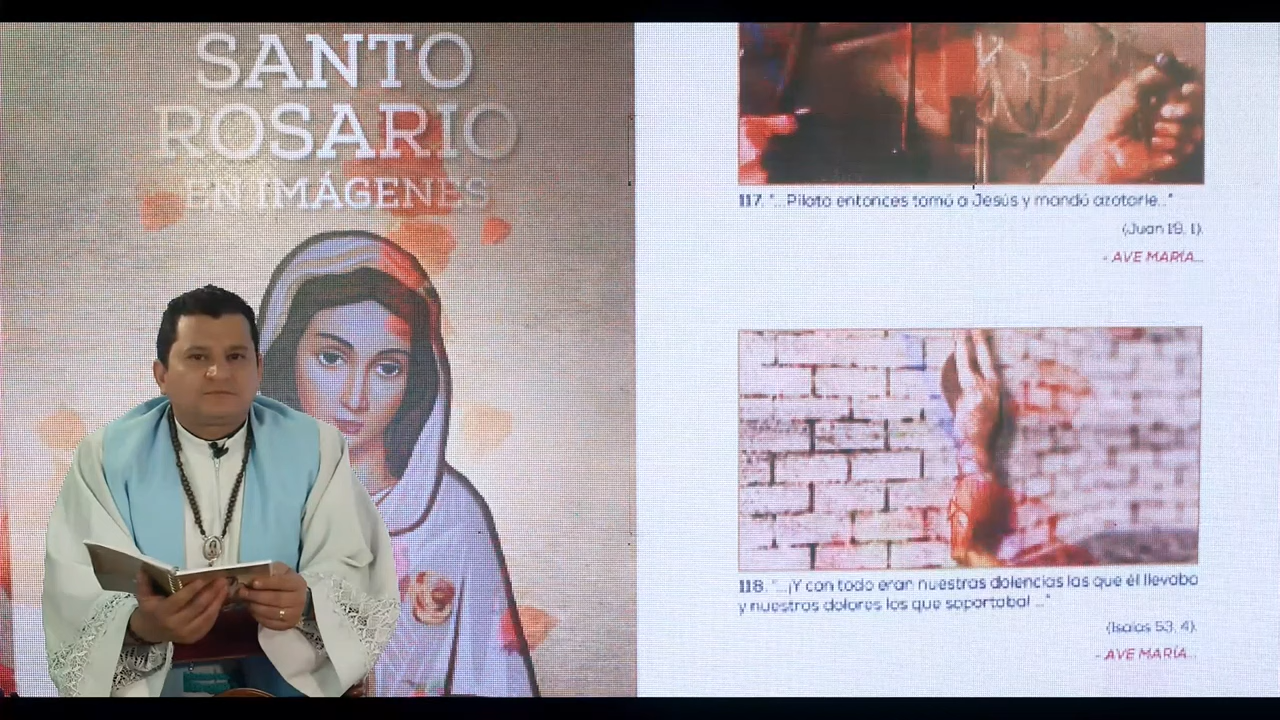 SANTO
ROSARIO
EN IMÁGENES
117. "...Pilato entonces tomó a Jesús y mandó azotarle..."
(Juan 19, 1).
- AVE MARÍA...
118. "...¡Y con todo eran nuestras dolencias las que él llevaba
y nuestros dolores los que soportaba! ..."
(Isaías 53, 4).
- AVE MARÍA...